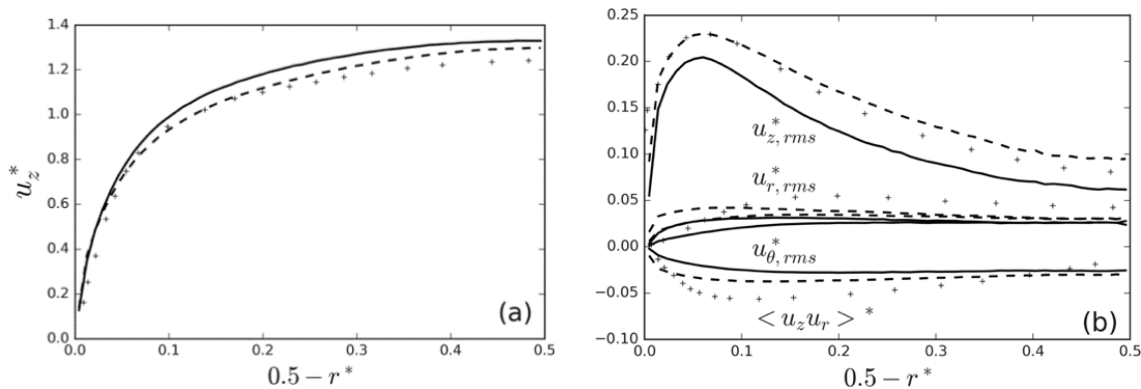 1.4
1.2
1.0
0.8
0.6
0.4
0.2
0.0
u_z^*
0.0 0.1 0.2 0.3 0.4 0.5
0.5 − r^*
(a)
0.25
0.20
0.15
0.10
0.05
0.00
−0.05
−0.10
u^*_{z,rms}
u^*_{r,rms}
u^*_{θ,rms}
< u_z u_r > ^*
0.0 0.1 0.2 0.3 0.4 0.5
0.5 − r^*
(b)